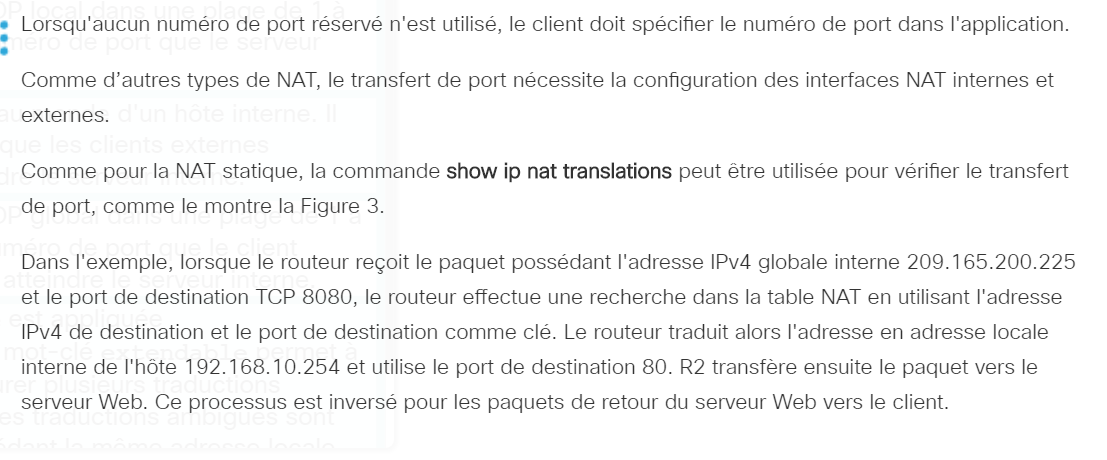 Lorsqu'aucun numéro de port réservé n'est utilisé, le client doit spécifier le numéro de port dans l'application.
Comme d'autres types de NAT, le transfert de port nécessite la configuration des interfaces NAT internes et
externes.
Comme pour la NAT statique, la commande show ip nat translations peut être utilisée pour vérifier le transfert
de port, comme le montre la Figure 3.
Dans l'exemple, lorsque le routeur reçoit le paquet possédant l'adresse IPv4 globale interne 209.165.200.225
et le port de destination TCP 8080, le routeur effectue une recherche dans la table NAT en utilisant l'adresse
IPv4 de destination et le port de destination comme clé. Le routeur traduit alors l'adresse en adresse locale
interne de l'hôte 192.168.10.254 et utilise le port de destination 80. R2 transfère ensuite le paquet vers le
serveur Web. Ce processus est inversé pour les paquets de retour du serveur Web vers le client.